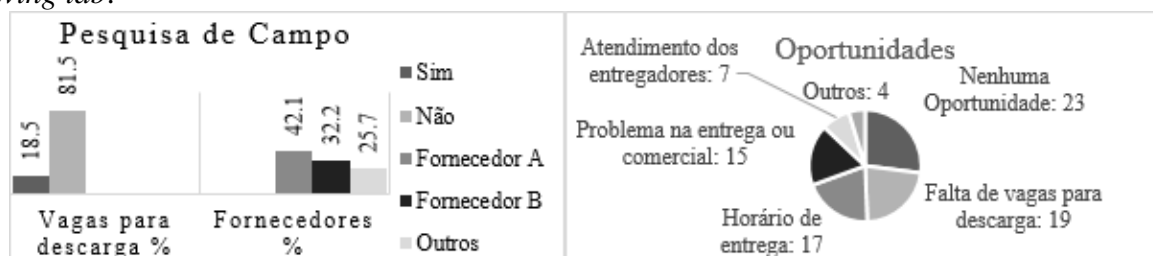 wing lab.
Pesquisa de Campo
18.5
81.5
42.1
32.2
25.7
Vagas para
descarga %
Fornecedores
%
Sim
Não
Fornecedor A
Fornecedor B
Outros
Oportunidades
Atendimento dos
entregadores: 7
Outros: 4
Nenhuma
Oportunidade: 23
Problema na entrega ou
comercial: 15
Falta de vagas para
descarga: 19
Horário de
entrega: 17